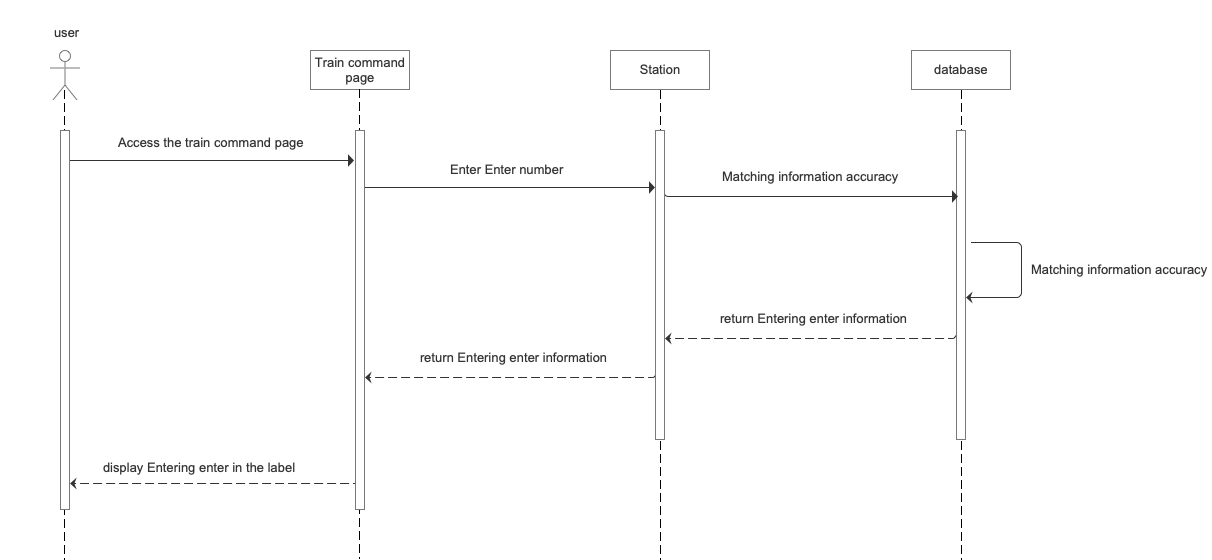 user
Train command
page
Station
database
Access the train command page
Enter Enter number
Matching information accuracy
Matching information accuracy
return Entering enter information
return Entering enter information
display Entering enter in the label